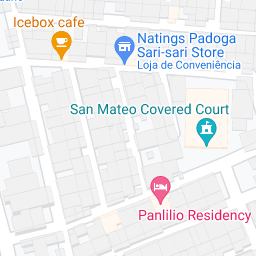 Icebox cafe
Natings Padoga
Sari-sari Store
Loja de Conveniência
San Mateo Covered Court
Panlilio Residency